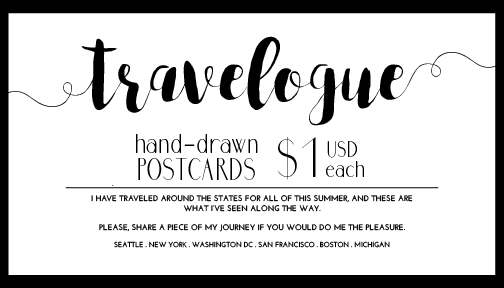 travelogue
hand-drawn
POSTCARDS
$1 USD
each
I HAVE TRAVELED AROUND THE STATES FOR ALL OF THIS SUMMER, AND THESE ARE
WHAT I'VE SEEN ALONG THE WAY.
PLEASE, SHARE A PIECE OF MY JOURNEY IF YOU WOULD DO ME THE PLEASURE.
SEATTLE . NEW YORK . WASHINGTON DC . SAN FRANCISCO . BOSTON . MICHIGAN